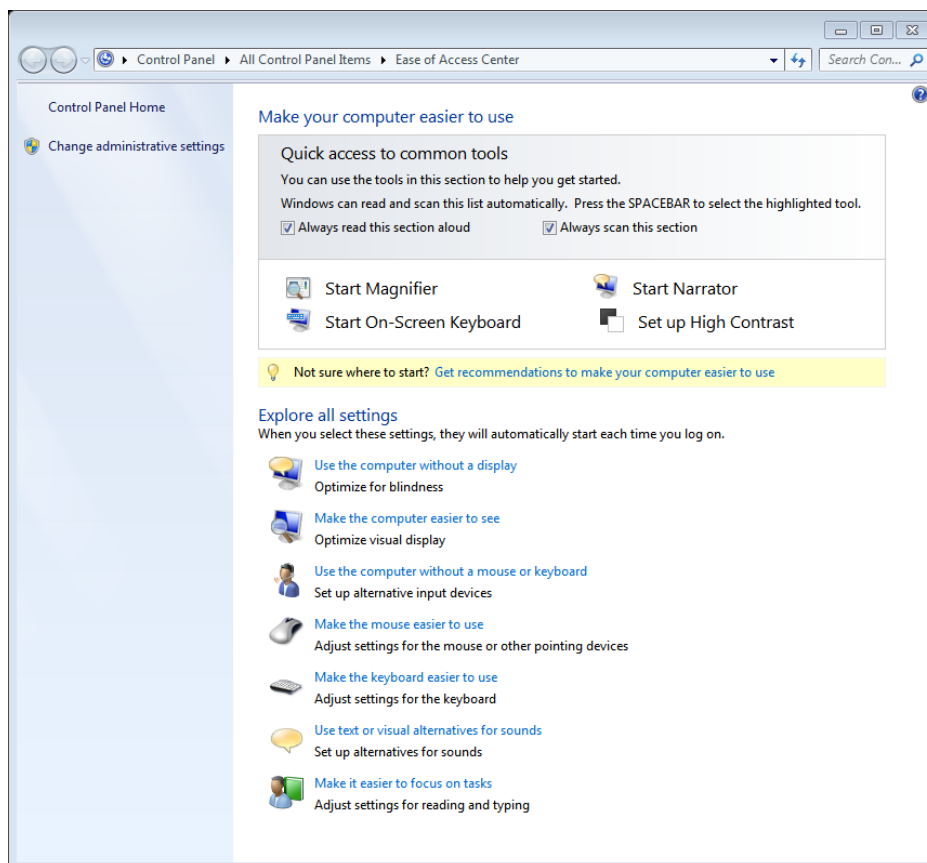 Control Panel All Control Panel Items Ease of Access Center Search Con...
Control Panel Home
Change administrative settings
Make your computer easier to use
Quick access to common tools
You can use the tools in this section to help you get started.
Windows can read and scan this list automatically. Press the SPACEBAR to select the highlighted tool.
Always read this section aloud Always scan this section
Start Magnifier Start Narrator
Start On-Screen Keyboard Set up High Contrast
Not sure where to start? Get recommendations to make your computer easier to use
Explore all settings
When you select these settings, they will automatically start each time you log on.
Use the computer without a display
Optimize for blindness
Make the computer easier to see
Optimize visual display
Use the computer without a mouse or keyboard
Set up alternative input devices
Make the mouse easier to use
Adjust settings for the mouse or other pointing devices
Make the keyboard easier to use
Adjust settings for the keyboard
Use text or visual alternatives for sounds
Set up alternatives for sounds
Make it easier to focus on tasks
Adjust settings for reading and typing